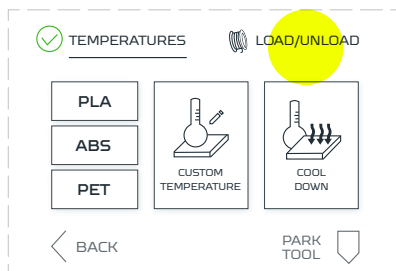 TEMPERATURES
LOAD/UNLOAD
PLA
ABS
PET
CUSTOM
TEMPERATURE
COOL
DOWN
BACK
PARK
TOOL